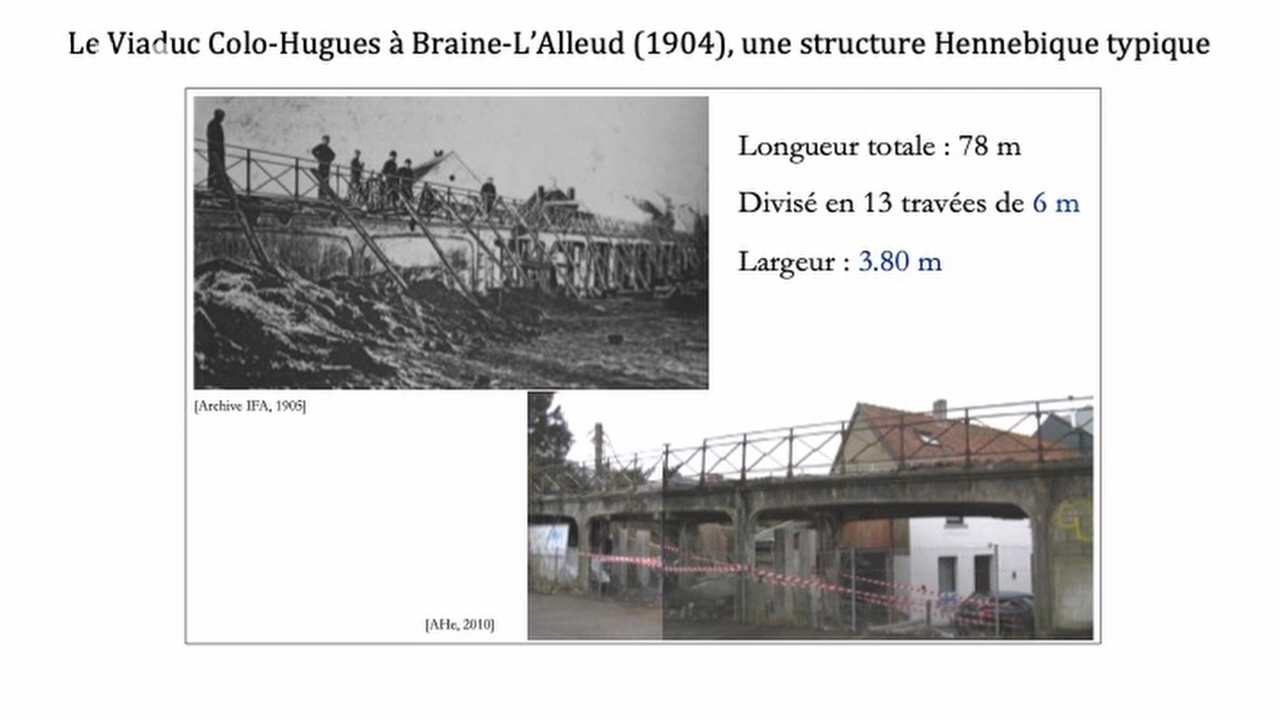 Le Viaduc Colo-Hugues à Braine-L’Alleud (1904), une structure Hennebique typique
Longueur totale : 78 m
Divisé en 13 travées de 6 m
Largeur : 3.80 m
[Archive IFA, 1905]
[AHe, 2010]